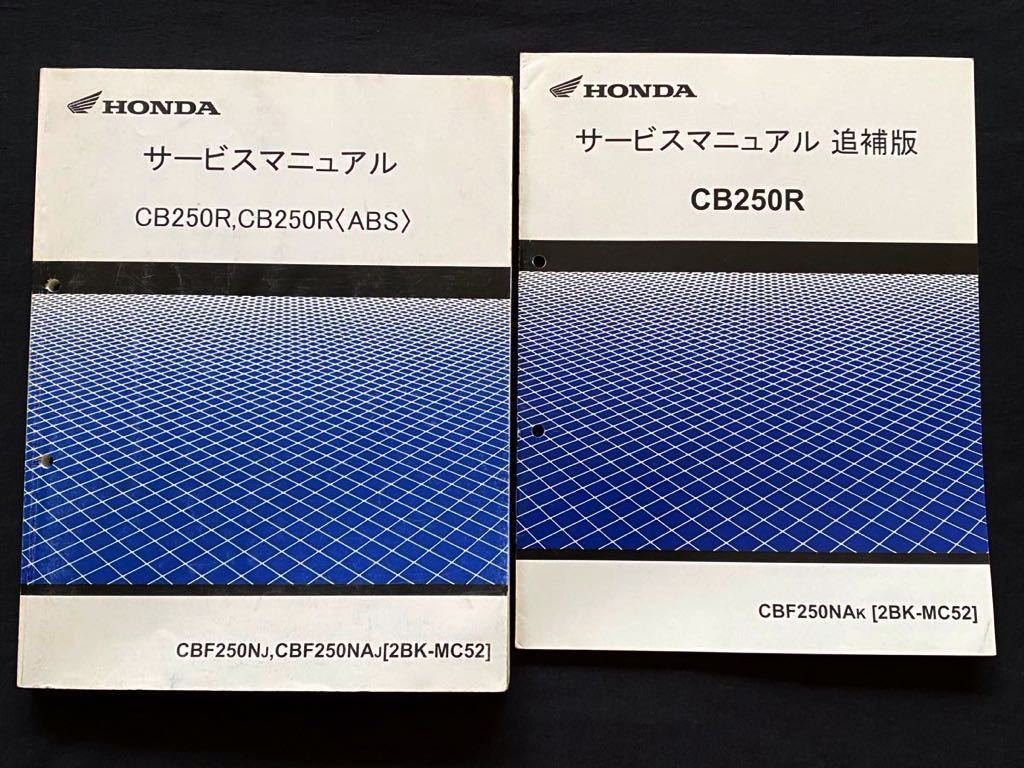 HONDA
サービスマニュアル
CB250R,CB250R〈ABS〉
CBF250NJ,CBF250NAJ[2BK-MC52]
HONDA
サービスマニュアル 追補版
CB250R
CBF250NAK [2BK-MC52]